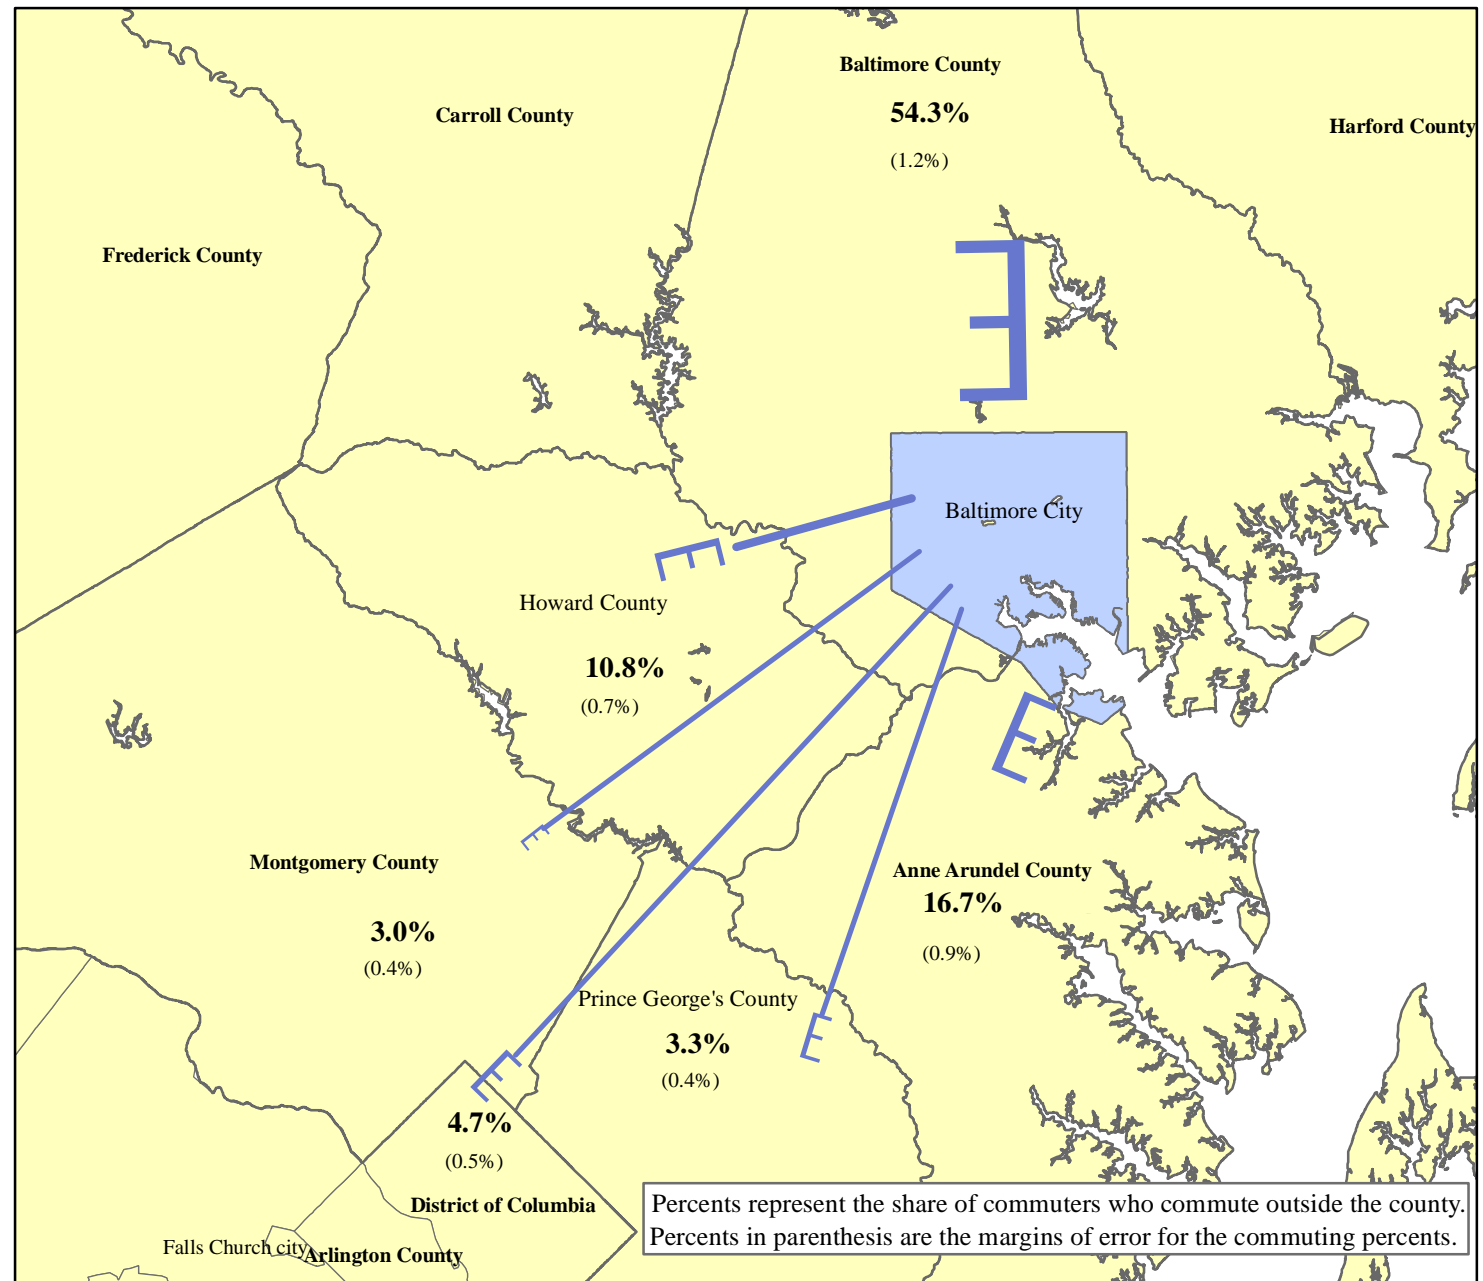 Baltimore County
54.3%
(1.2%)
Carroll County
Harford County
Frederick County
Baltimore City
Howard County
10.8%
(0.7%)
Montgomery County
3.0%
(0.4%)
Anne Arundel County
16.7%
(0.9%)
Prince George's County
3.3%
(0.4%)
4.7%
(0.5%)
District of Columbia
Falls Church city
Arlington County
Percents represent the share of commuters who commute outside the county.
Percents in parenthesis are the margins of error for the commuting percents.